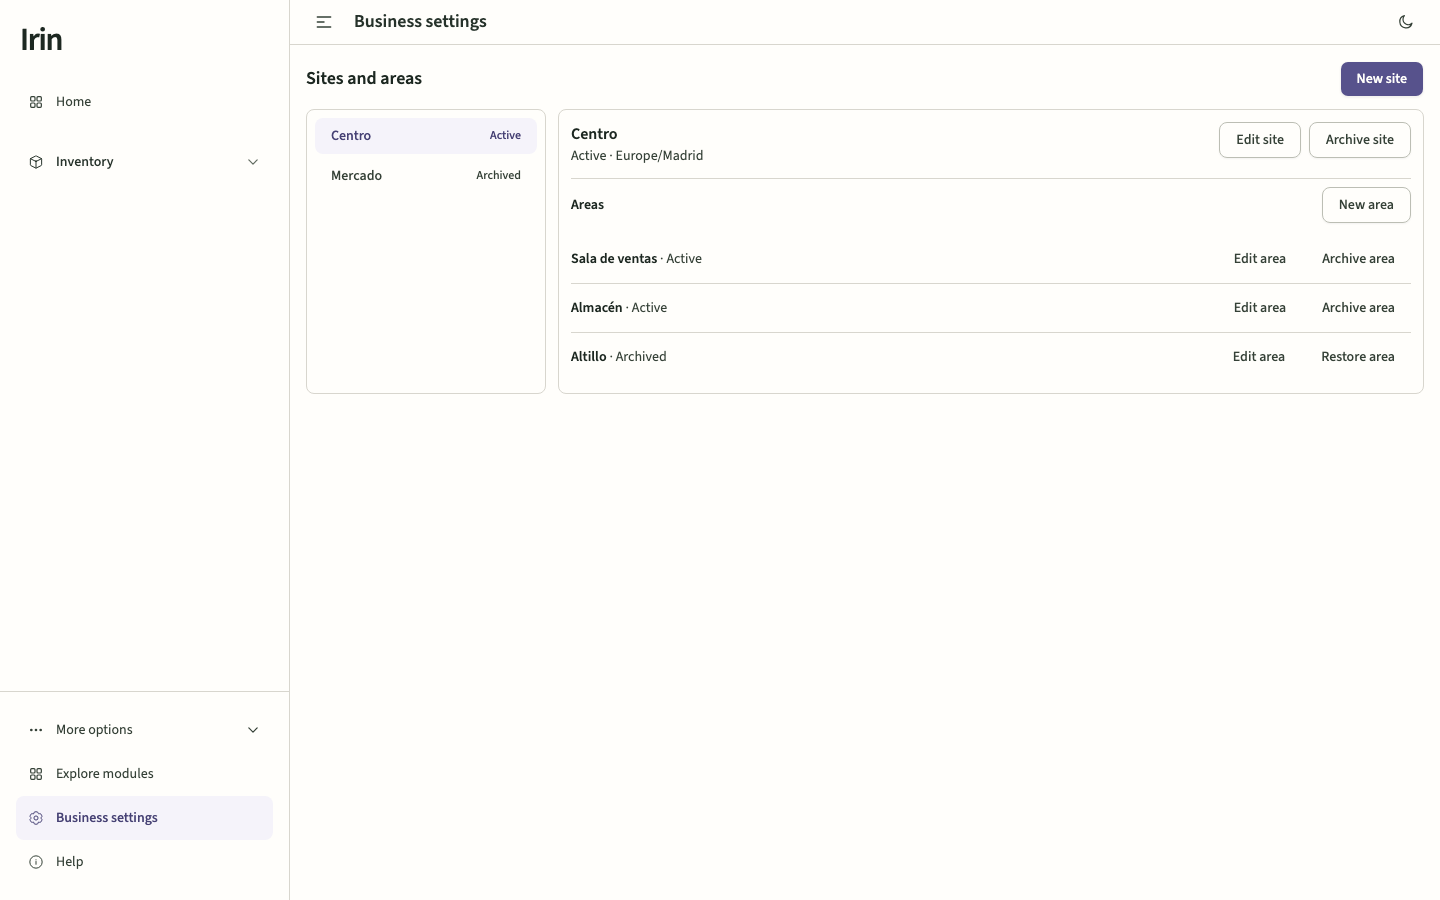 Irin
Home
Inventory
More options
Explore modules
Business settings
Help
Business settings
Sites and areas
New site
Centro Active
Mercado Archived
Centro
Active · Europe/Madrid
Edit site
Archive site
Areas
New area
Sala de ventas · Active Edit area Archive area
Almacén · Active Edit area Archive area
Altillo · Archived Edit area Restore area